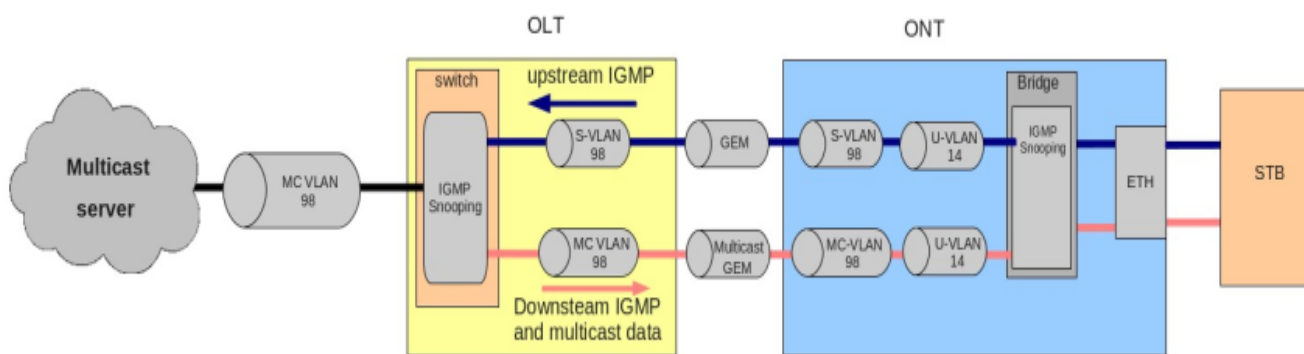 OLT
ONT
switch
upstream IGMP
Bridge
S-VLAN
98
GEM
S-VLAN
98
U-VLAN
14
IGMP
Snooping
Multicast
server
MC VLAN
98
IGMP
Snooping
ETH
STB
MC VLAN
98
Multicast
GEM
MC-VLAN
98
U-VLAN
14
Downsteam IGMP
and multicast data